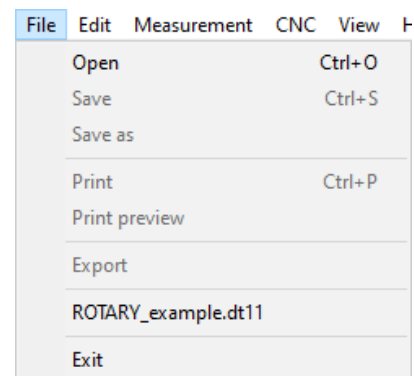 File Edit Measurement CNC View
Open Ctrl+O
Save Ctrl+S
Save as
Print Ctrl+P
Print preview
Export
ROTARY_example.dt11
Exit